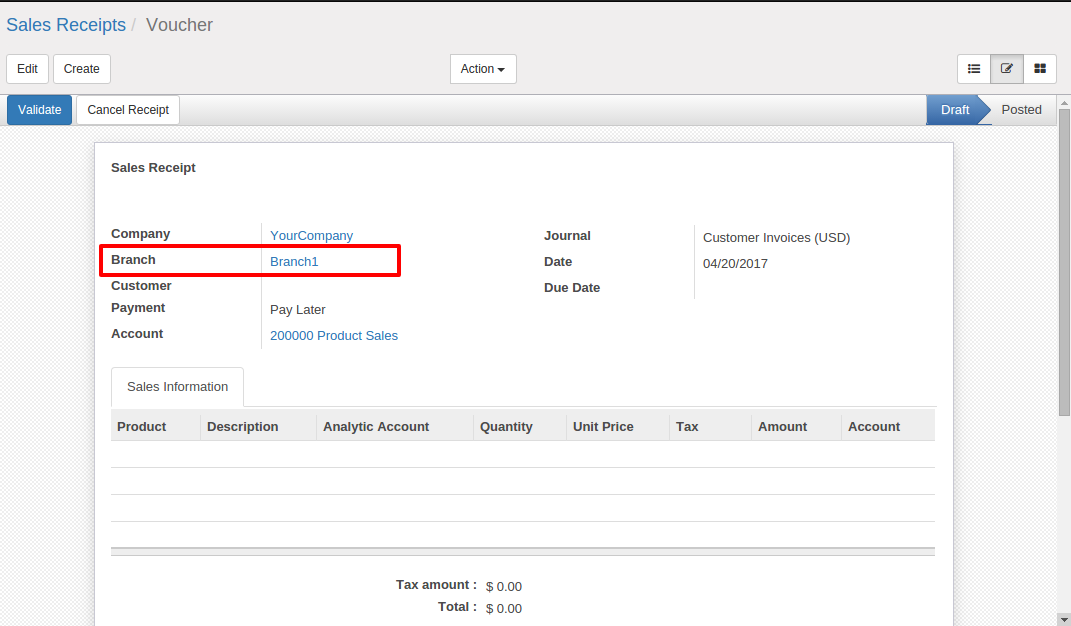 Sales Receipts / Voucher
Edit Create Action
Validate Cancel Receipt Draft Posted
Sales Receipt
Company YourCompany Journal Customer Invoices (USD)
Branch Branch1 Date 04/20/2017
Customer Due Date
Payment Pay Later
Account 200000 Product Sales
Sales Information
Product Description Analytic Account Quantity Unit Price Tax Amount Account
Tax amount : $ 0.00
Total : $ 0.00